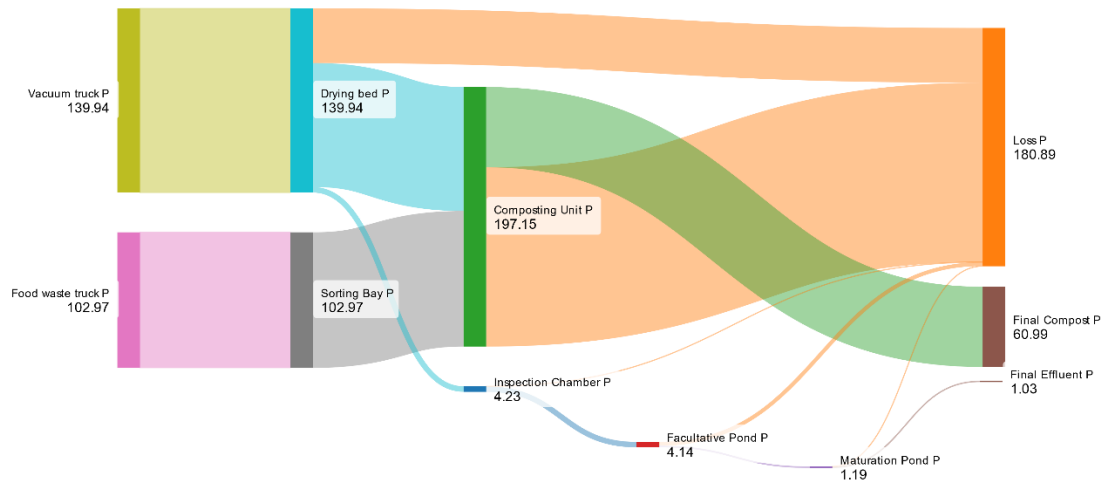 Vacuum truck P
139.94
Drying bed P
139.94
Loss P
180.89
Composting Unit P
197.15
Food waste truck P
102.97
Sorting Bay P
102.97
Final Compost P
60.99
Inspection Chamber P
4.23
Final Effluent P
1.03
Facultative Pond P
4.14
Maturation Pond P
1.19